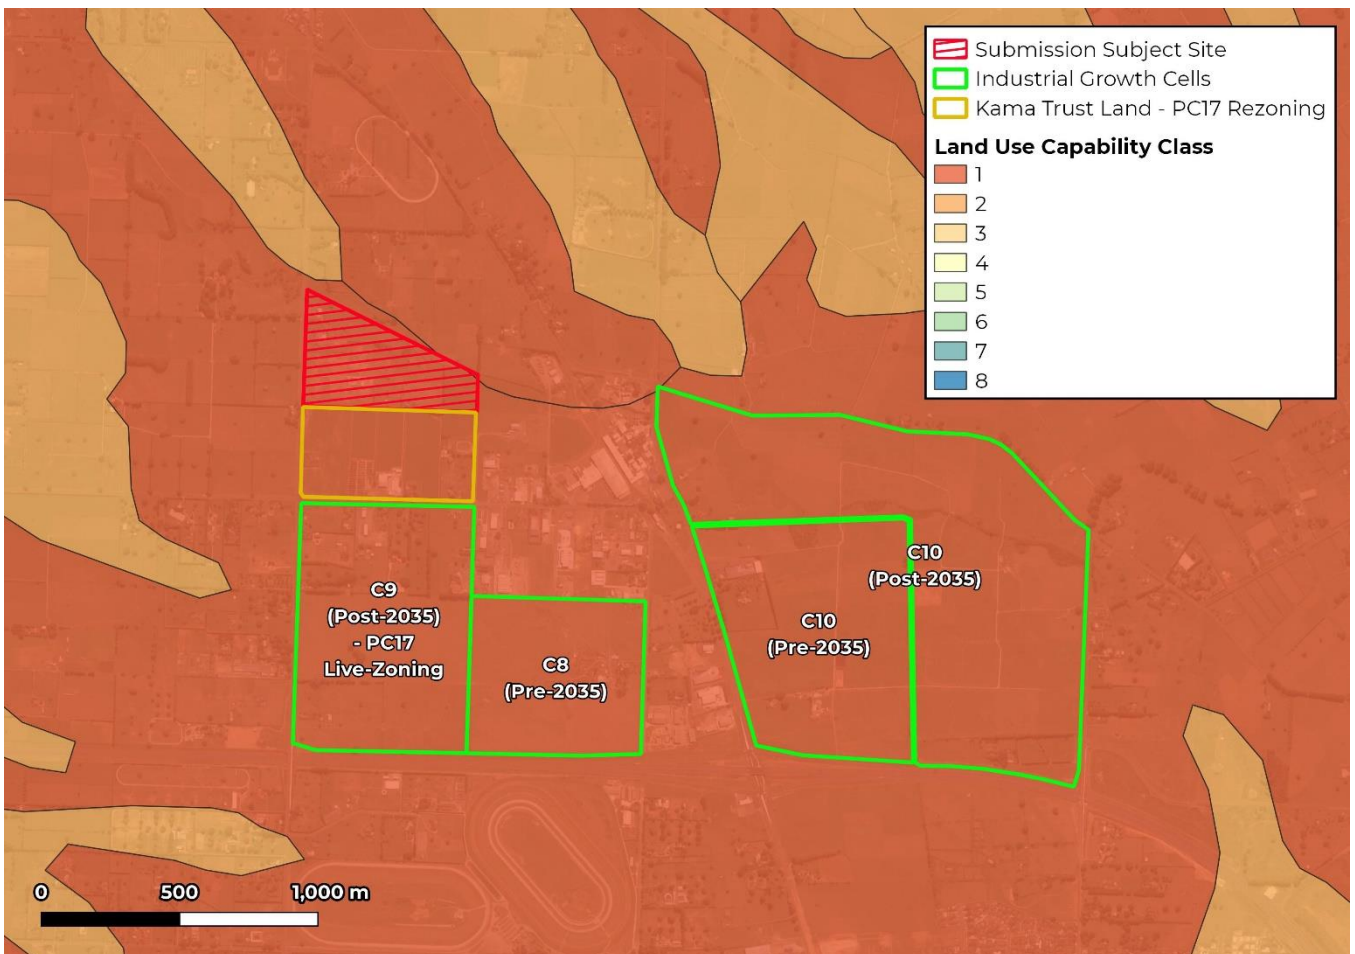 Submission Subject Site
Industrial Growth Cells
Kama Trust Land - PC17 Rezoning
Land Use Capability Class
1
2
3
4
5
6
7
8
C10
(Post-2035)
C9
(Post-2035)
- PC17
Live-Zoning
C10
(Pre-2035)
C8
(Pre-2035)
0 500 1,000 m